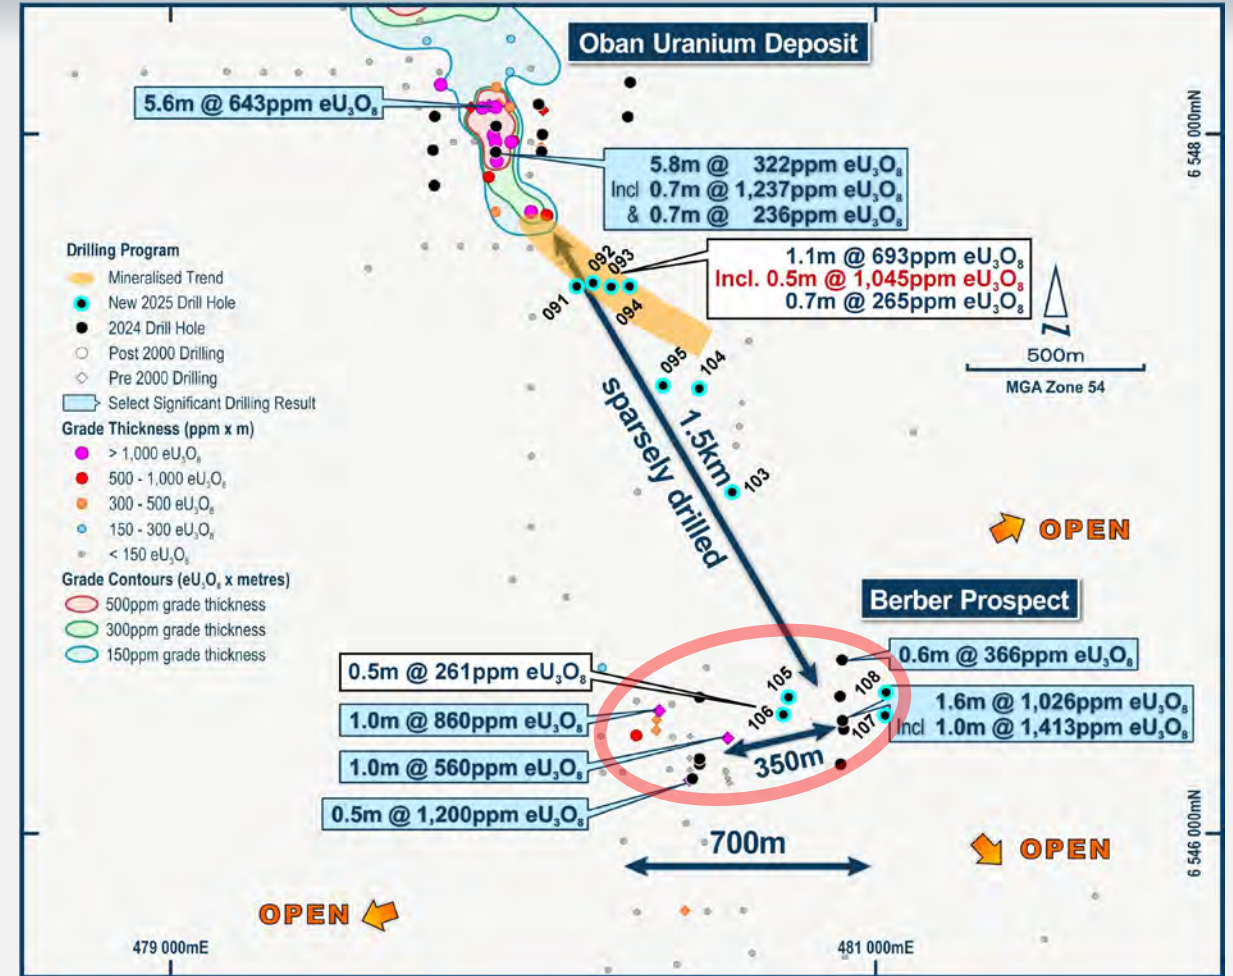 Oban Uranium Deposit
5.6m @ 643ppm eU₃O₈
6 548 000mN
5.8m @ 322ppm eU₃O₈
Incl 0.7m @ 1,237ppm eU₃O₈
& 0.7m @ 236ppm eU₃O₈
Drilling Program
Mineralised Trend
New 2025 Drill Hole
2024 Drill Hole
Post 2000 Drilling
Pre 2000 Drilling
Select Significant Drilling Result
Grade Thickness (ppm x m)
> 1,000 eU₃O₈
500 - 1,000 eU₃O₈
300 - 500 eU₃O₈
150 - 300 eU₃O₈
< 150 eU₃O₈
Grade Contours (eU₃O₈ x metres)
500ppm grade thickness
300ppm grade thickness
150ppm grade thickness
091
092
093
094
1.1m @ 693ppm eU₃O₈
Incl. 0.5m @ 1,045ppm eU₃O₈
0.7m @ 265ppm eU₃O₈
N
500m
MGA Zone 54
095
104
103
1.5km
sparsely drilled
OPEN
Berber Prospect
0.6m @ 366ppm eU₃O₈
0.5m @ 261ppm eU₃O₈
105
106
108
107
1.6m @ 1,026ppm eU₃O₈
Incl 1.0m @ 1,413ppm eU₃O₈
1.0m @ 860ppm eU₃O₈
1.0m @ 560ppm eU₃O₈
350m
0.5m @ 1,200ppm eU₃O₈
700m
OPEN
6 546 000mN
OPEN
479 000mE
481 000mE